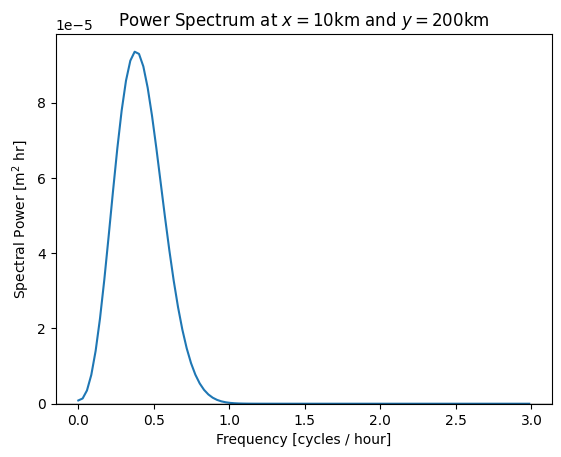 Power Spectrum at x = 10km and y = 200km
1e−5
8
6
4
2
0
Spectral Power [m² hr]
0.0 0.5 1.0 1.5 2.0 2.5 3.0
Frequency [cycles / hour]